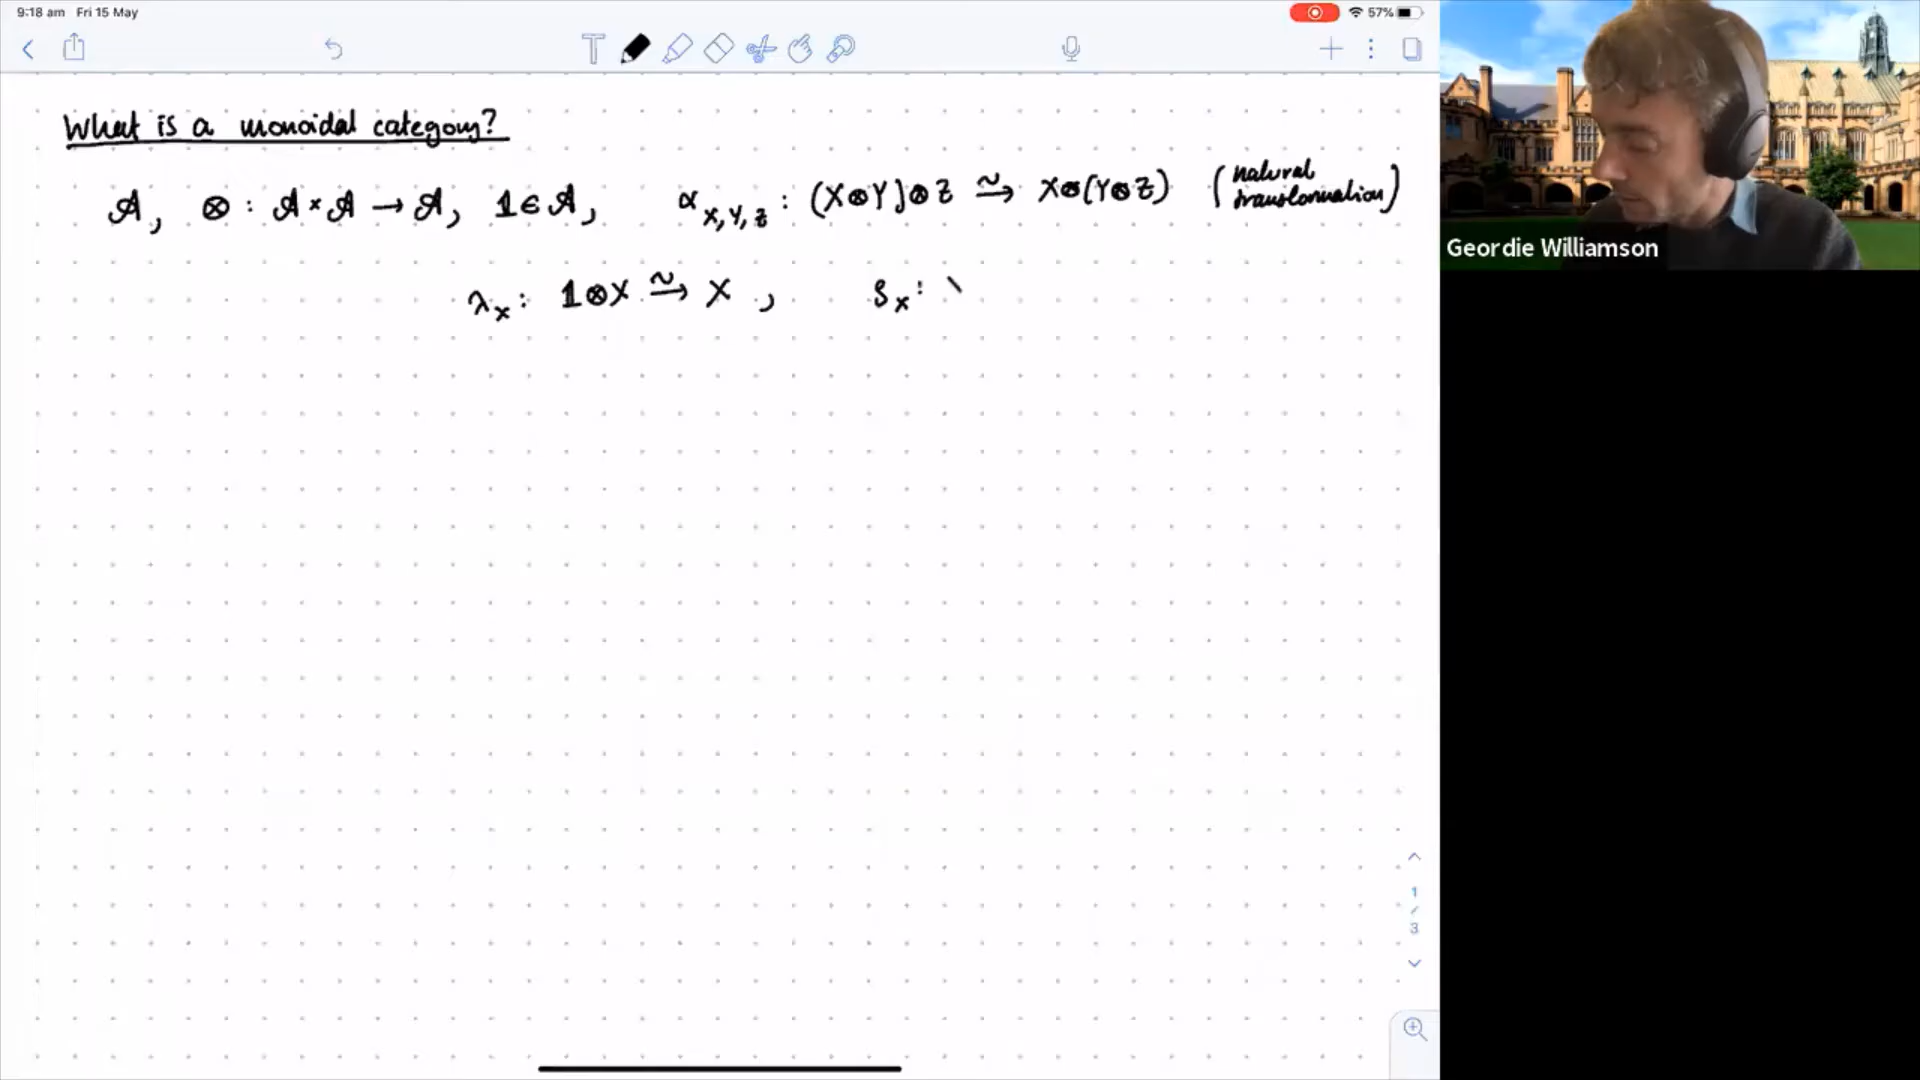 9:18 am Fri 15 May 57%
What is a monoidal category?
𝒜, ⊗ : 𝒜 × 𝒜 → 𝒜, 1 ∈ 𝒜, α_{X,Y,Z} : (X⊗Y)⊗Z ⥲ X⊗(Y⊗Z) (natural transformation)
λ_X : 1⊗X ⥲ X , ρ_X :
Geordie Williamson
1
/
3